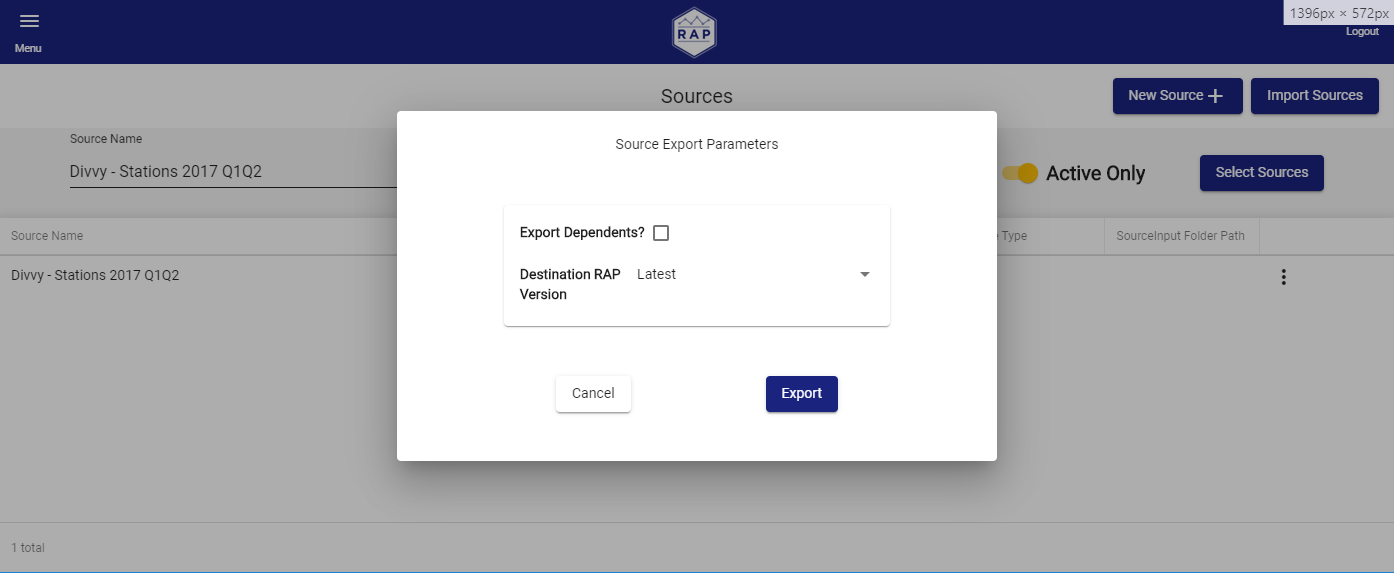 1396px × 572px
Menu
RAP
Logout
Sources
New Source
Import Sources
Source Name
Divvy - Stations 2017 Q1Q2
Active Only
Select Sources
Source Export Parameters
Export Dependents?
Destination RAP
Version
Latest
Cancel
Export
Source Name
Type
SourceInput Folder Path
Divvy - Stations 2017 Q1Q2
1 total